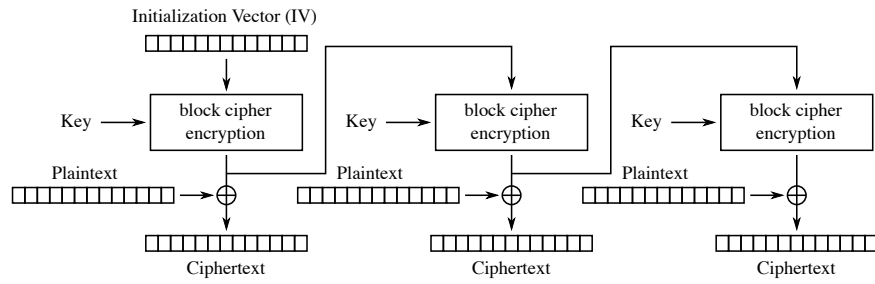 Initialization Vector (IV)
Key
block cipher
encryption
Key
block cipher
encryption
Key
block cipher
encryption
Plaintext
Plaintext
Plaintext
Ciphertext
Ciphertext
Ciphertext